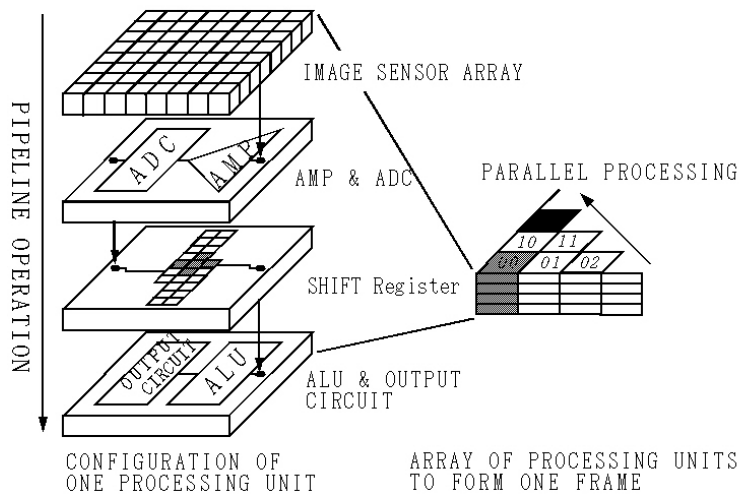 PIPELINE OPERATION
IMAGE SENSOR ARRAY
ADC
AMP
AMP & ADC
SHIFT Register
OUTPUT
CIRCUIT
ALU
ALU & OUTPUT
CIRCUIT
CONFIGURATION OF
ONE PROCESSING UNIT
PARALLEL PROCESSING
10 11
00 01 02
ARRAY OF PROCESSING UNITS
TO FORM ONE FRAME